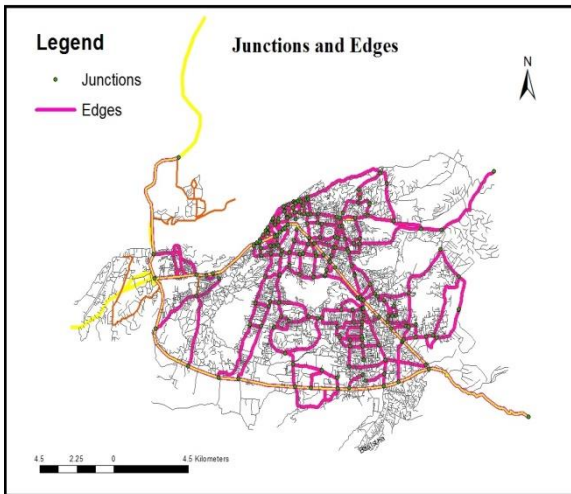 Legend
Junctions and Edges
Junctions
N
Edges
4.5 2.25 0 4.5 Kilometers